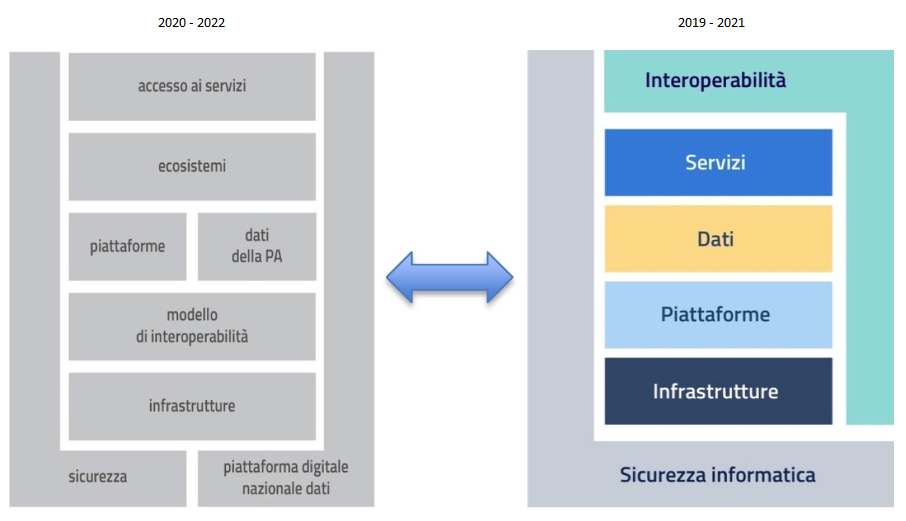 2020 - 2022
accesso ai servizi
ecosistemi
piattaforme
dati
della PA
modello
di interoperabilità
infrastrutture
sicurezza
piattaforma digitale
nazionale dati
2019 - 2021
Interoperabilità
Servizi
Dati
Piattaforme
Infrastrutture
Sicurezza informatica